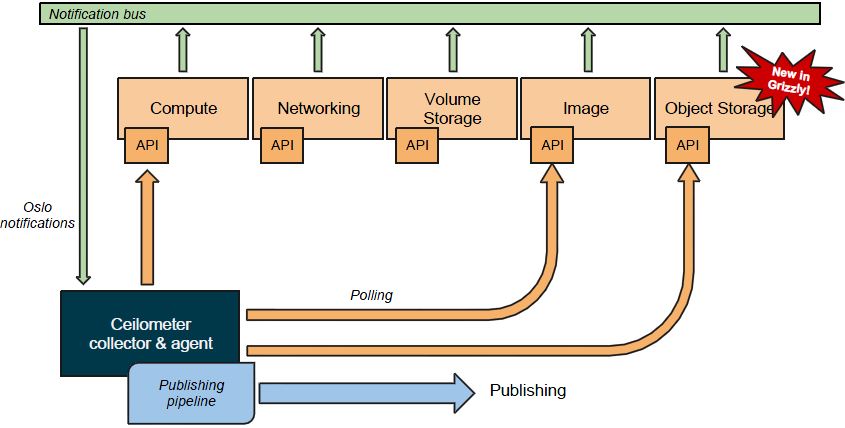 Notification bus
New in
Grizzly!
Compute
Networking
Volume
Storage
Image
Object Storage
API
API
API
API
API
Oslo
notifications
Polling
Ceilometer
collector & agent
Publishing
pipeline
Publishing